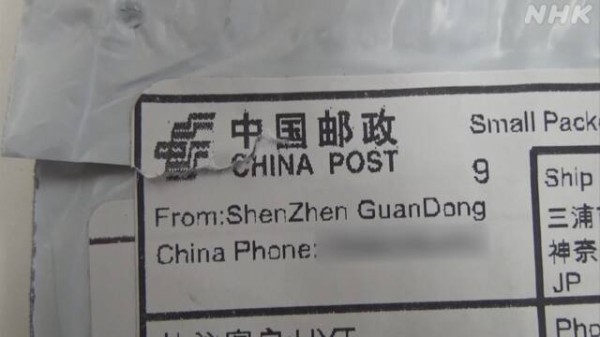 NHK
中国邮政
CHINA POST
Small Pack
9
From:ShenZhen GuanDong
China Phone:
Ship
三浦
神奈
JP
Pho